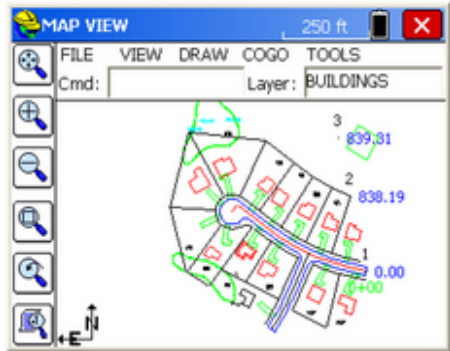 MAP VIEW 250 ft
FILE VIEW DRAW COGO TOOLS
Cmd: Layer: BUILDINGS
3
839.31
2
838.19
1
0.00
0+00
N
E